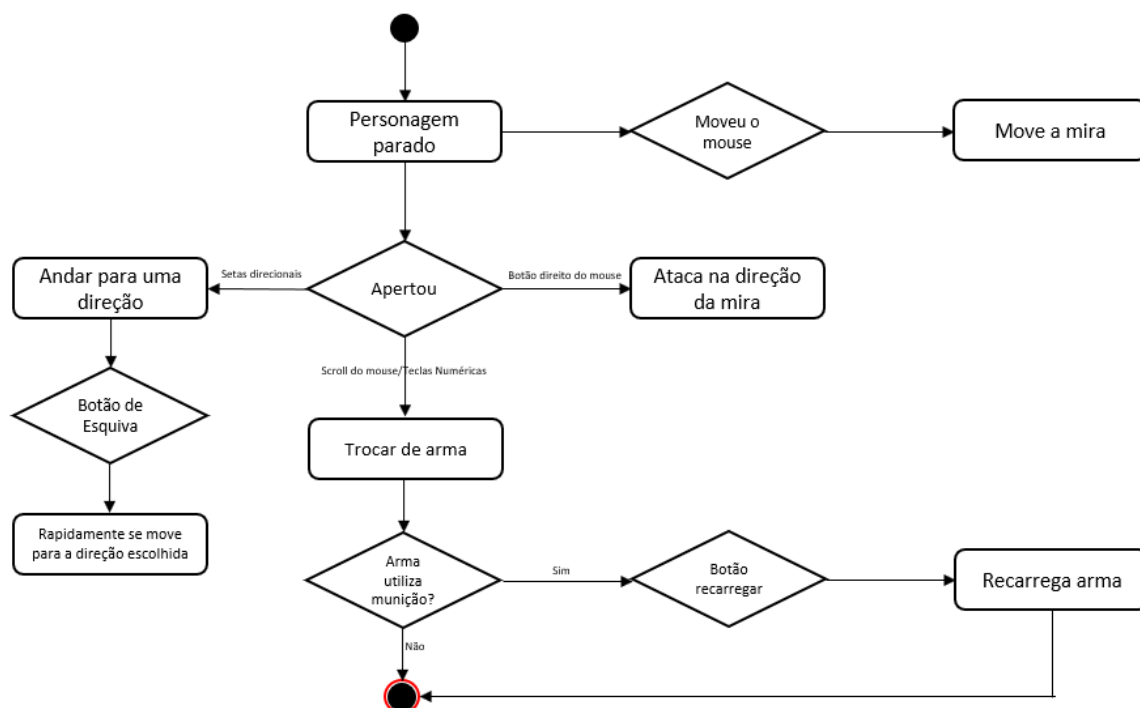 Personagem
parado
Moveu o
mouse
Move a mira
Andar para uma
direção
Setas direcionais
Apertou
Botão direito do mouse
Ataca na direção
da mira
Scroll do mouse/Teclas Numéricas
Botão de
Esquiva
Trocar de arma
Rapidamente se move
para a direção escolhida
Arma
utiliza
munição?
Sim
Botão
recarregar
Recarrega arma
Não